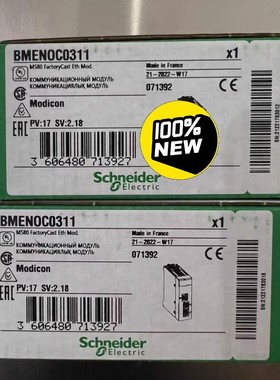 BMENOC0311 x1
M580 FactoryCast Eth Mod. Made in France
КОММУНИКАЦИОННЫЙ МОДУЛЬ 21-2022-W17
КОММУНИКАЦИЯЛЫҚ МОДУЛЬ 071392
Modicon
EAC PV:17 SV:2.18
3 606480 713927
100%
NEW
Schneider
Electric
BMENOC0311 x1
M580 FactoryCast Eth Mod. Made in France
КОММУНИКАЦИОННЫЙ МОДУЛЬ 21-2022-W17
КОММУНИКАЦИЯЛЫҚ МОДУЛЬ 071392
Modicon
EAC PV:17 SV:2.18
3 606480 713927
Schneider
Electric